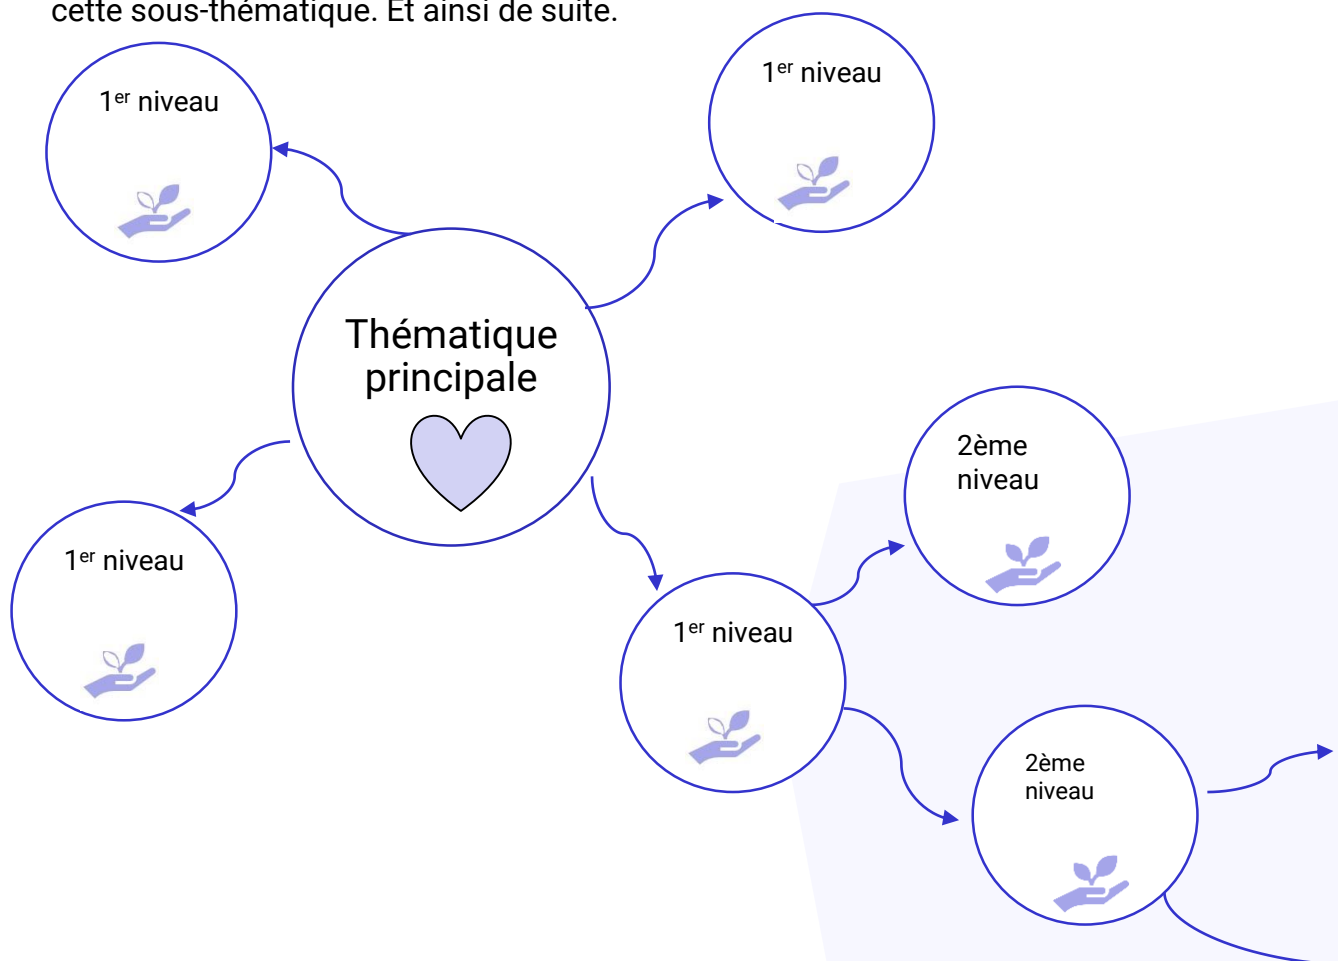 cette sous-thématique. Et ainsi de suite.
1er niveau
1er niveau
Thématique
principale
2ème
niveau
1er niveau
1er niveau
2ème
niveau